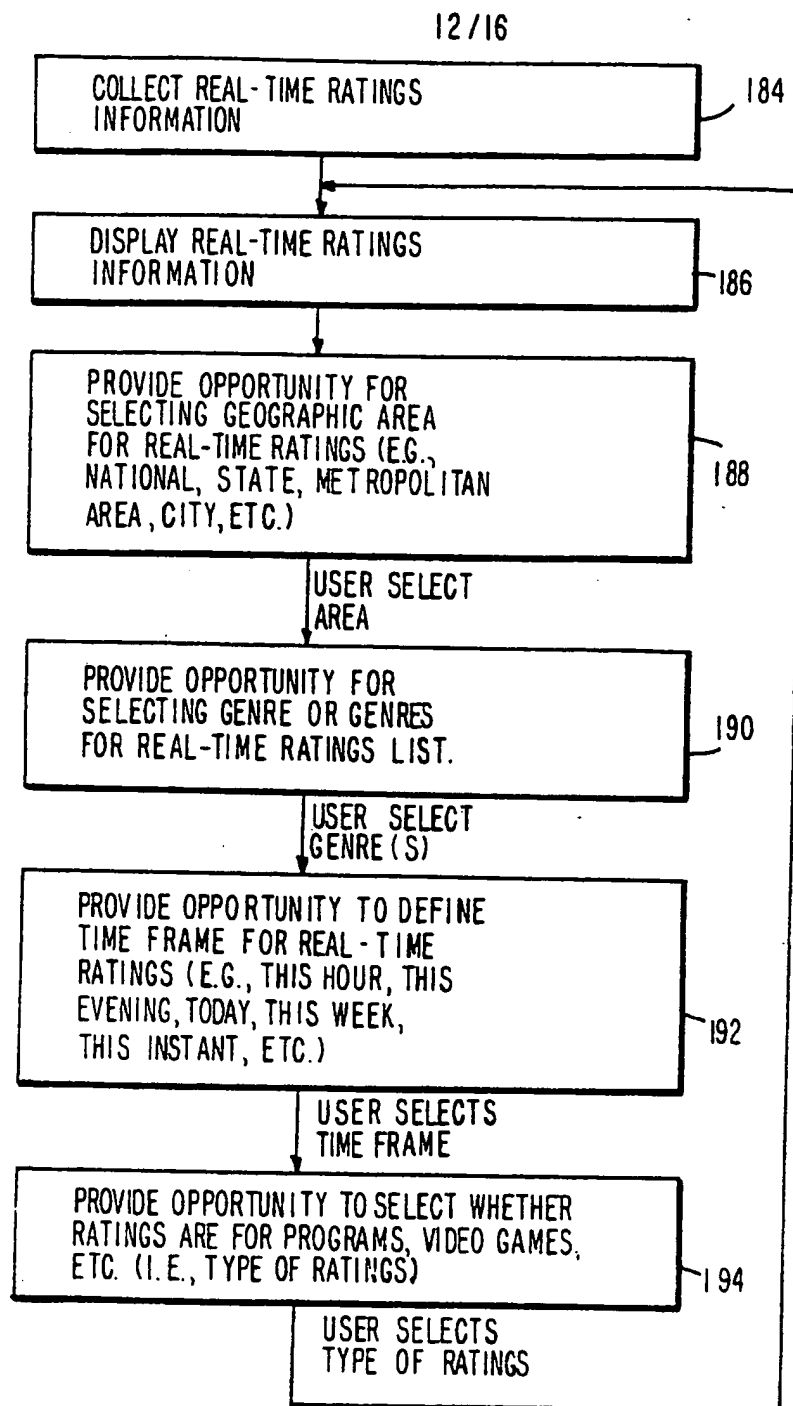 12/16
COLLECT REAL-TIME RATINGS
INFORMATION
184
DISPLAY REAL-TIME RATINGS
INFORMATION
186
PROVIDE OPPORTUNITY FOR
SELECTING GEOGRAPHIC AREA
FOR REAL-TIME RATINGS (E.G.,
NATIONAL, STATE, METROPOLITAN
AREA, CITY, ETC.)
188
USER SELECT
AREA
PROVIDE OPPORTUNITY FOR
SELECTING GENRE OR GENRES
FOR REAL-TIME RATINGS LIST.
190
USER SELECT
GENRE(S)
PROVIDE OPPORTUNITY TO DEFINE
TIME FRAME FOR REAL-TIME
RATINGS (E.G., THIS HOUR, THIS
EVENING, TODAY, THIS WEEK,
THIS INSTANT, ETC.)
192
USER SELECTS
TIME FRAME
PROVIDE OPPORTUNITY TO SELECT WHETHER
RATINGS ARE FOR PROGRAMS, VIDEO GAMES,
ETC. (I.E., TYPE OF RATINGS)
194
USER SELECTS
TYPE OF RATINGS